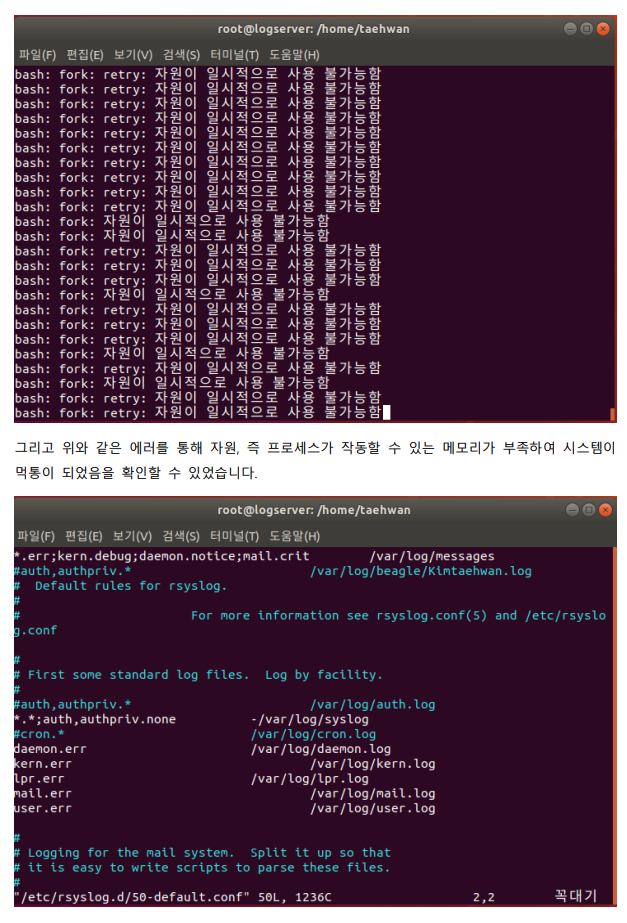 root@logserver: /home/taehwan
파일(F) 편집(E) 보기(V) 검색(S) 터미널(T) 도움말(H)
bash: fork: retry: 자원이 일시적으로 사용 불가능함
bash: fork: retry: 자원이 일시적으로 사용 불가능함
bash: fork: retry: 자원이 일시적으로 사용 불가능함
bash: fork: retry: 자원이 일시적으로 사용 불가능함
bash: fork: retry: 자원이 일시적으로 사용 불가능함
bash: fork: retry: 자원이 일시적으로 사용 불가능함
bash: fork: retry: 자원이 일시적으로 사용 불가능함
bash: fork: retry: 자원이 일시적으로 사용 불가능함
bash: fork: retry: 자원이 일시적으로 사용 불가능함
bash: fork: retry: 자원이 일시적으로 사용 불가능함
bash: fork: 자원이 일시적으로 사용 불가능함
bash: fork: 자원이 일시적으로 사용 불가능함
bash: fork: retry: 자원이 일시적으로 사용 불가능함
bash: fork: retry: 자원이 일시적으로 사용 불가능함
bash: fork: retry: 자원이 일시적으로 사용 불가능함
bash: fork: 자원이 일시적으로 사용 불가능함
bash: fork: retry: 자원이 일시적으로 사용 불가능함
bash: fork: retry: 자원이 일시적으로 사용 불가능함
bash: fork: retry: 자원이 일시적으로 사용 불가능함
bash: fork: 자원이 일시적으로 사용 불가능함
bash: fork: retry: 자원이 일시적으로 사용 불가능함
bash: fork: 자원이 일시적으로 사용 불가능함
bash: fork: retry: 자원이 일시적으로 사용 불가능함
bash: fork: retry: 자원이 일시적으로 사용 불가능함
그리고 위와 같은 에러를 통해 자원, 즉 프로세스가 작동할 수 있는 메모리가 부족하여 시스템이
먹통이 되었음을 확인할 수 있었습니다.
root@logserver: /home/taehwan
파일(F) 편집(E) 보기(V) 검색(S) 터미널(T) 도움말(H)
*.err;kern.debug;daemon.notice;mail.crit /var/log/messages
#auth,authpriv.* /var/log/beagle/Kimtaehwan.log
# Default rules for rsyslog.
#
# For more information see rsyslog.conf(5) and /etc/rsyslo
g.conf
#
# First some standard log files. Log by facility.
#
#auth,authpriv.* /var/log/auth.log
*.*;auth,authpriv.none -/var/log/syslog
#cron.* /var/log/cron.log
daemon.err /var/log/daemon.log
kern.err /var/log/kern.log
lpr.err /var/log/lpr.log
mail.err /var/log/mail.log
user.err /var/log/user.log
#
# Logging for the mail system. Split it up so that
# it is easy to write scripts to parse these files.
#
"/etc/rsyslog.d/50-default.conf" 50L, 1236C 2,2 꼭대기